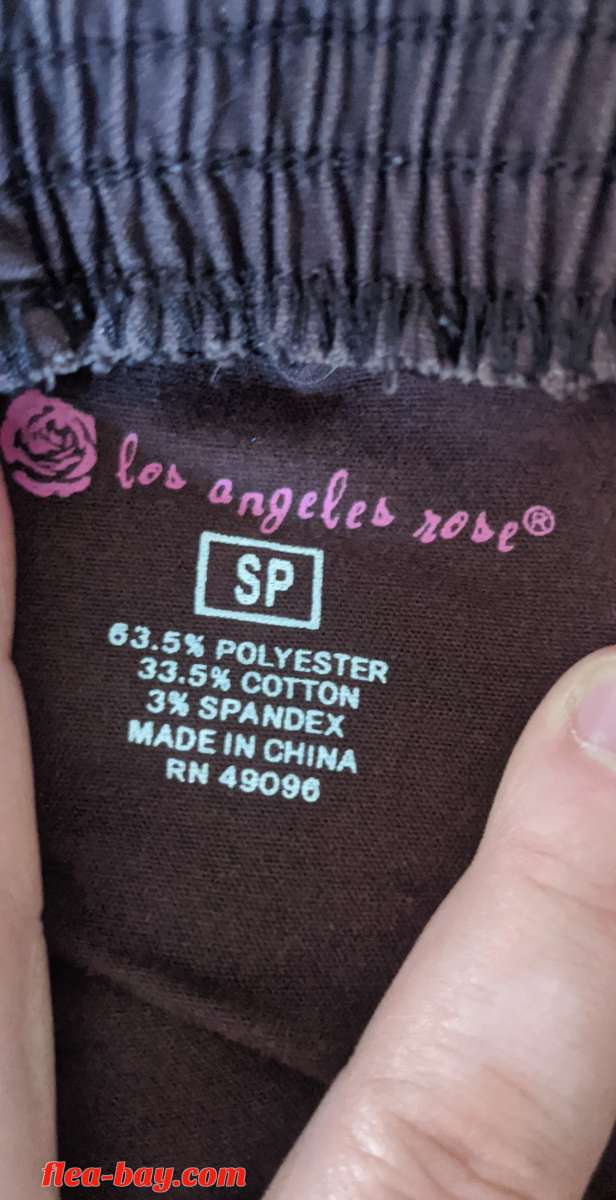 los angeles rose®
SP
63.5% POLYESTER
33.5% COTTON
3% SPANDEX
MADE IN CHINA
RN 49096
flea-bay.com